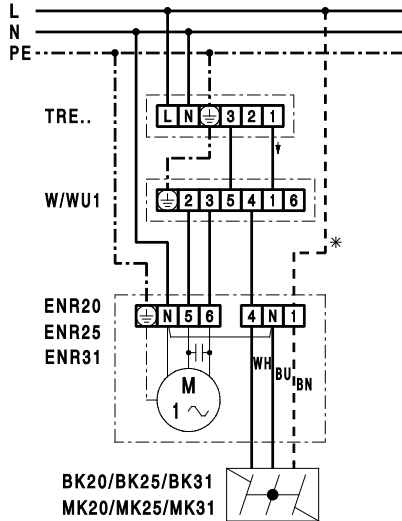 L
N
PE
TRE..
L N 3 2 1
W/WU1
2 3 5 4 1 6
ENR20
ENR25
ENR31
N 5 6 4 N 1
WH
BU
BN
M
1 ~
*
BK20/BK25/BK31
MK20/MK25/MK31